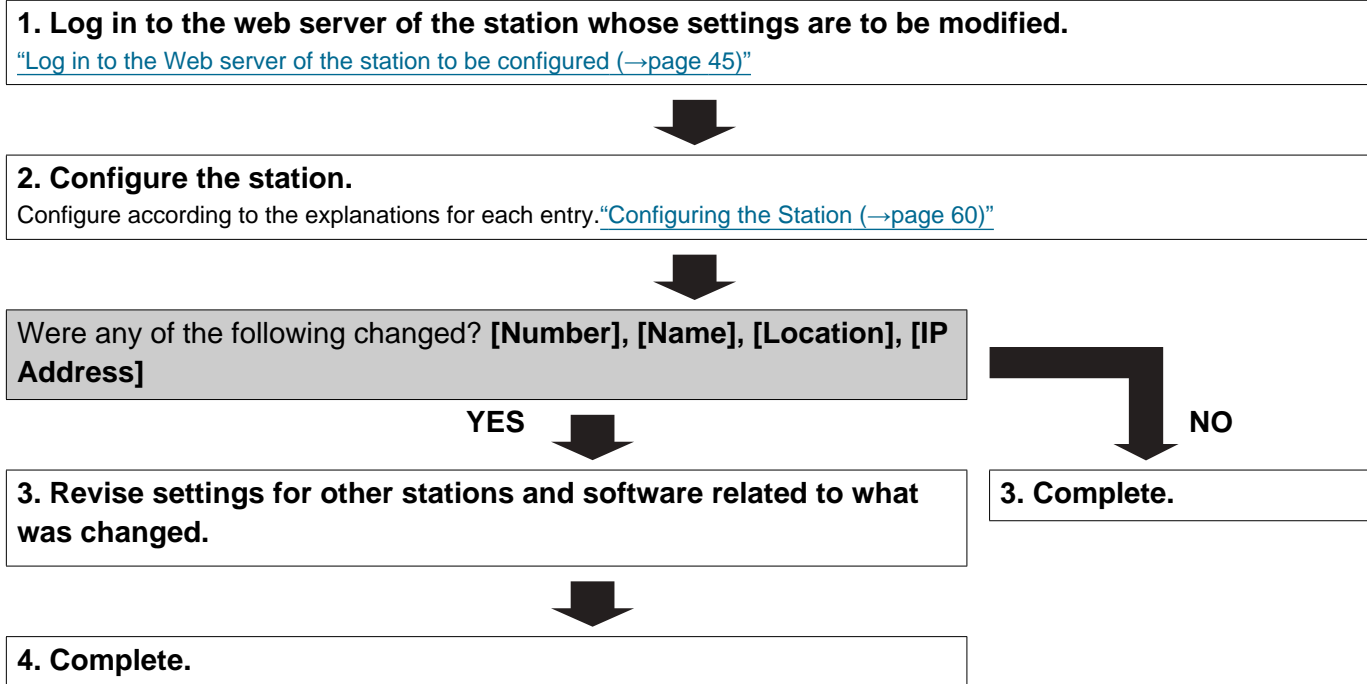 1. Log in to the web server of the station whose settings are to be modified.
“Log in to the Web server of the station to be configured (→page 45)”
2. Configure the station.
Configure according to the explanations for each entry.“Configuring the Station (→page 60)”
Were any of the following changed? [Number], [Name], [Location], [IP
Address]
YES
NO
3. Revise settings for other stations and software related to what
was changed.
3. Complete.
4. Complete.